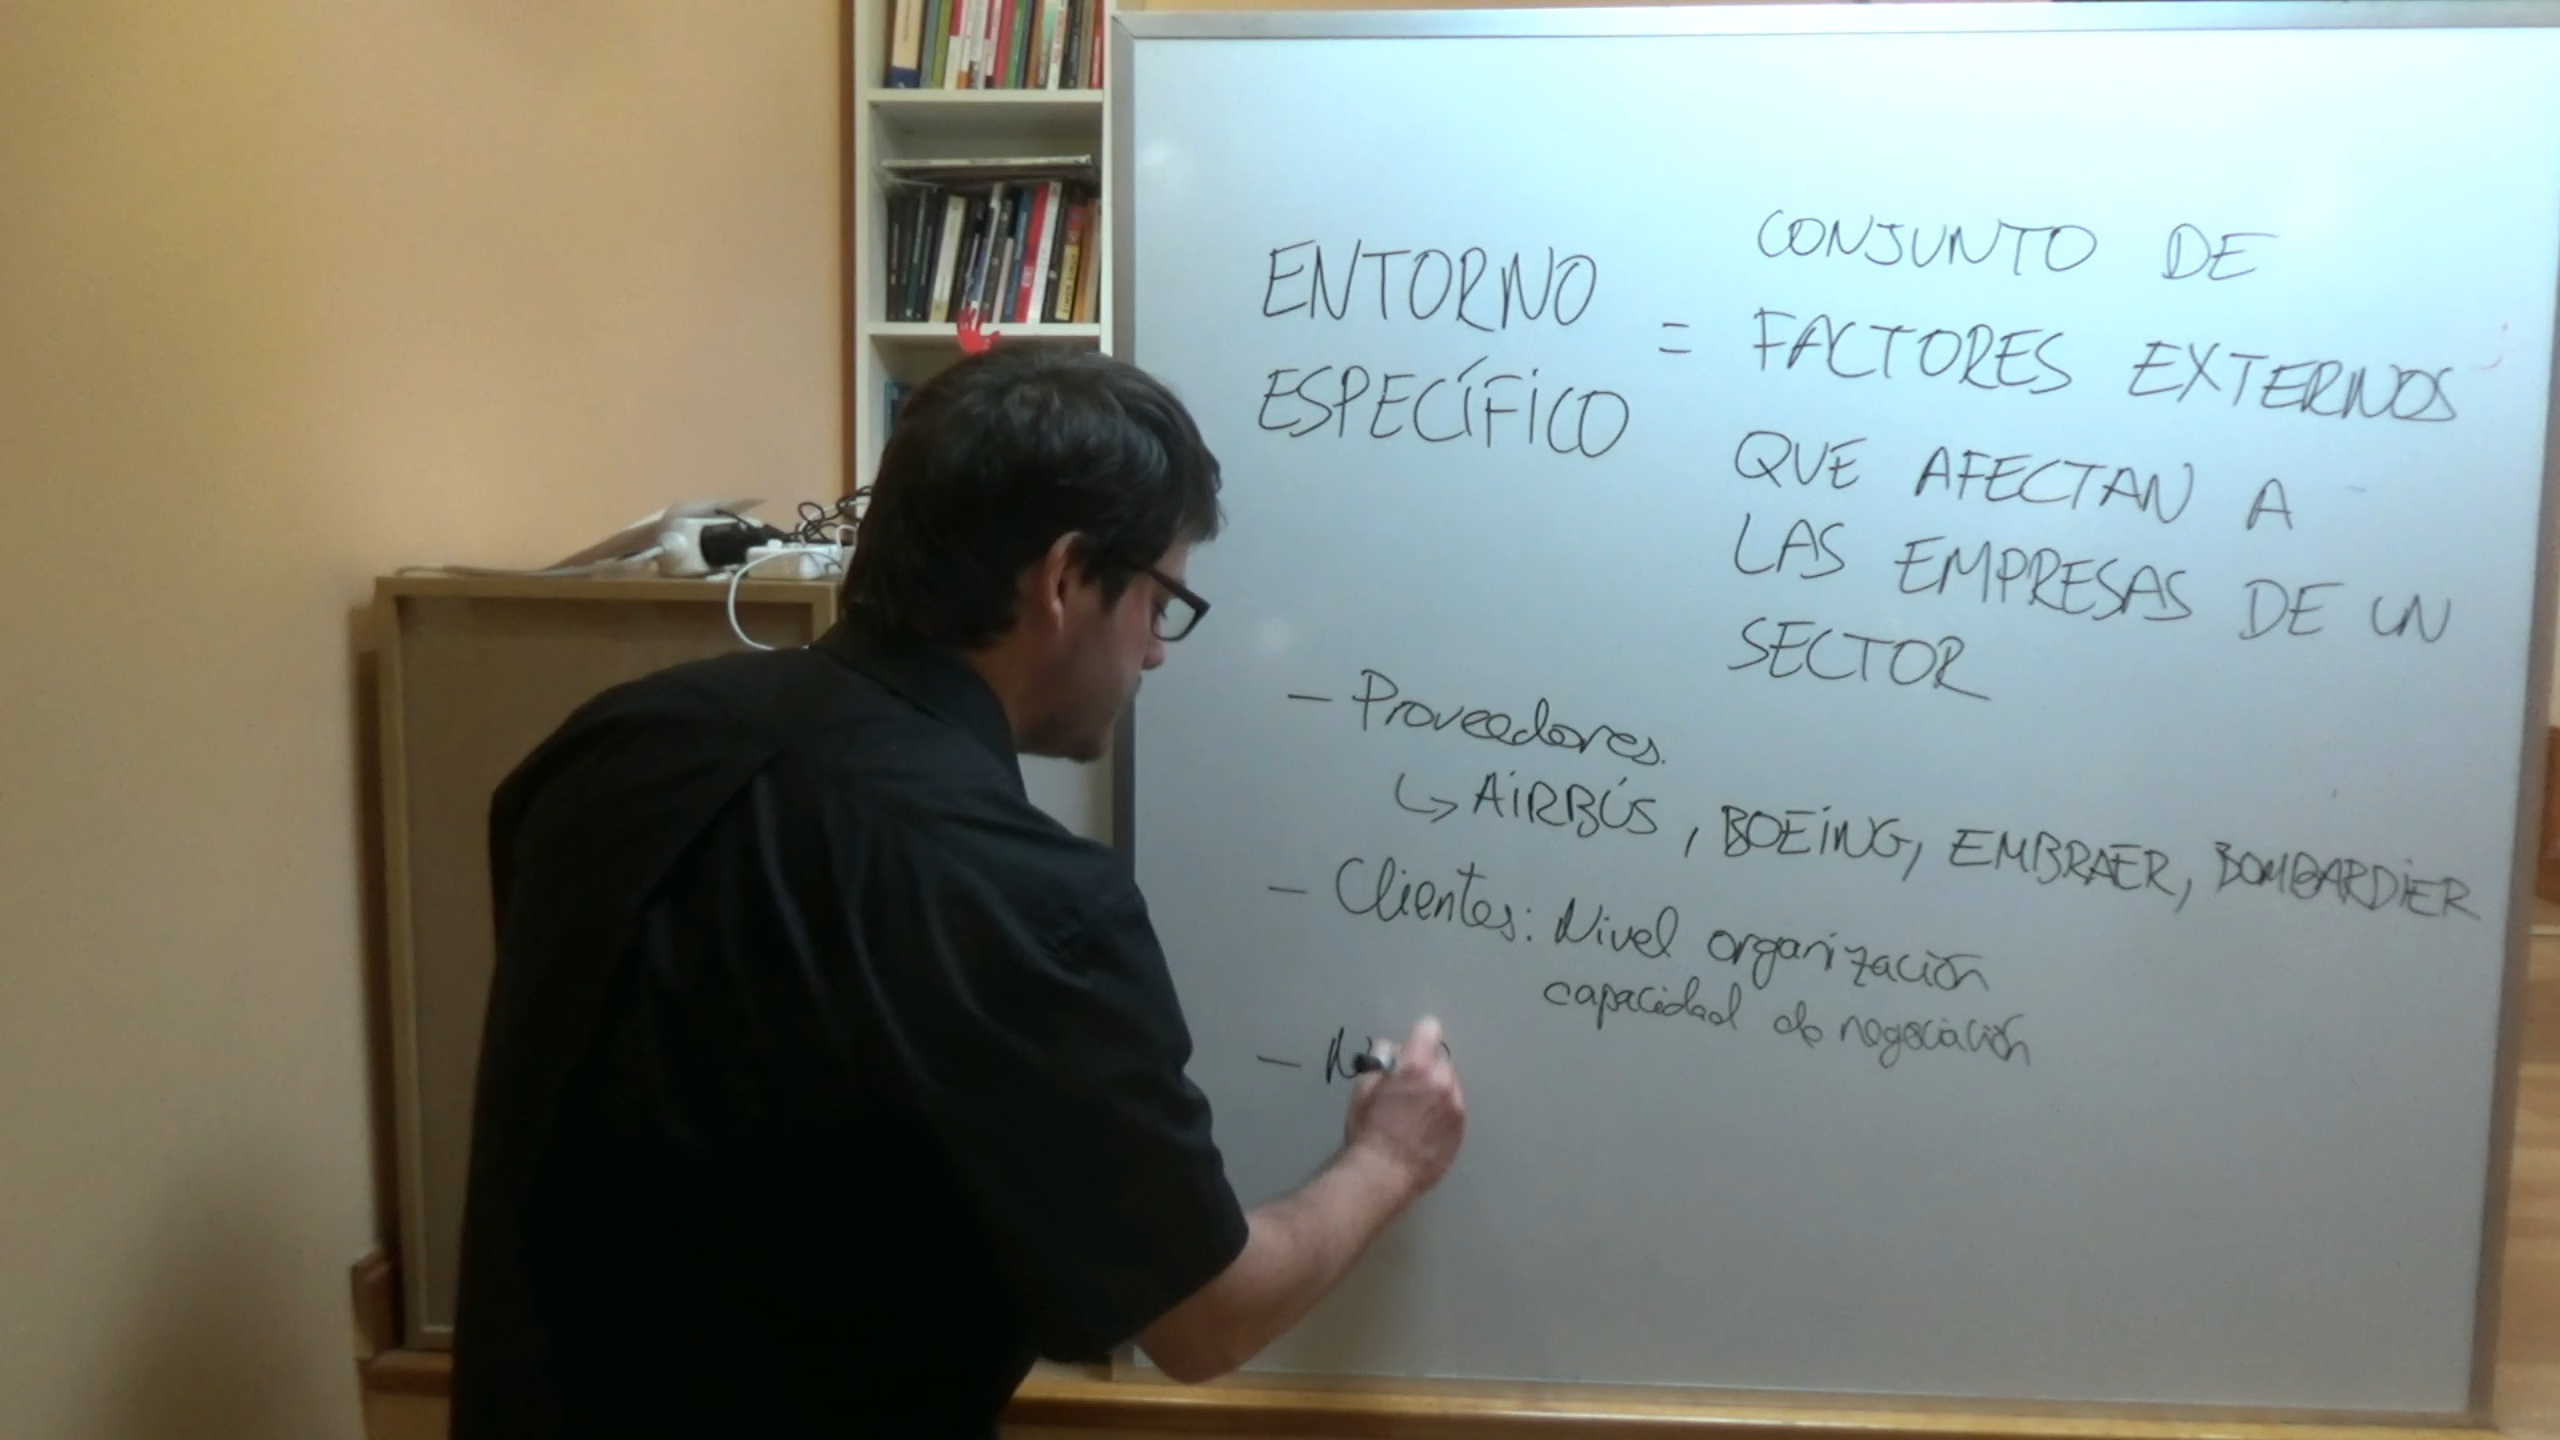 ENTORNO
ESPECÍFICO
=
CONJUNTO DE
FACTORES EXTERNOS
QUE AFECTAN A
LAS EMPRESAS DE UN
SECTOR
- Proveedores.
↳ AIRBÚS, BOEING, EMBRAER, BOMBARDIER
- Clientes: Nivel organización
capacidad de negociación
-